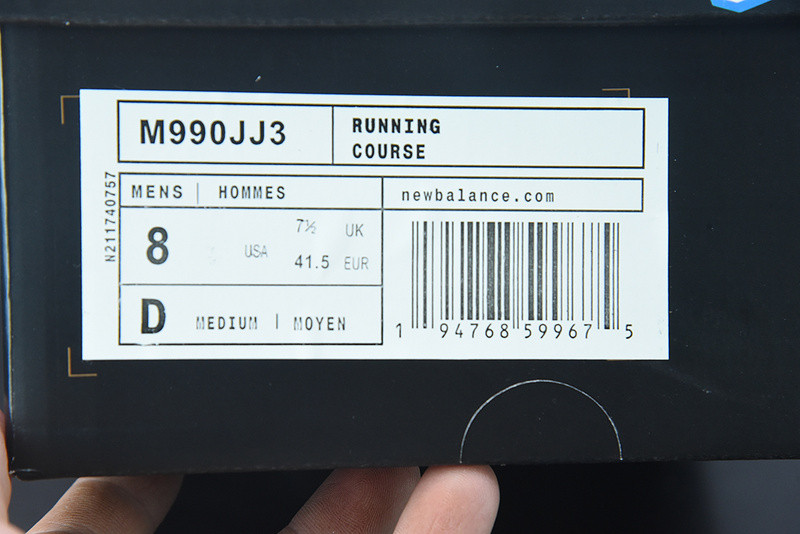 M990JJ3
RUNNING
COURSE
N211740757
MENS | HOMMES
newbalance.com
8 USA
7½ UK
41.5 EUR
D MEDIUM | MOYEN
1 94768 59967 5